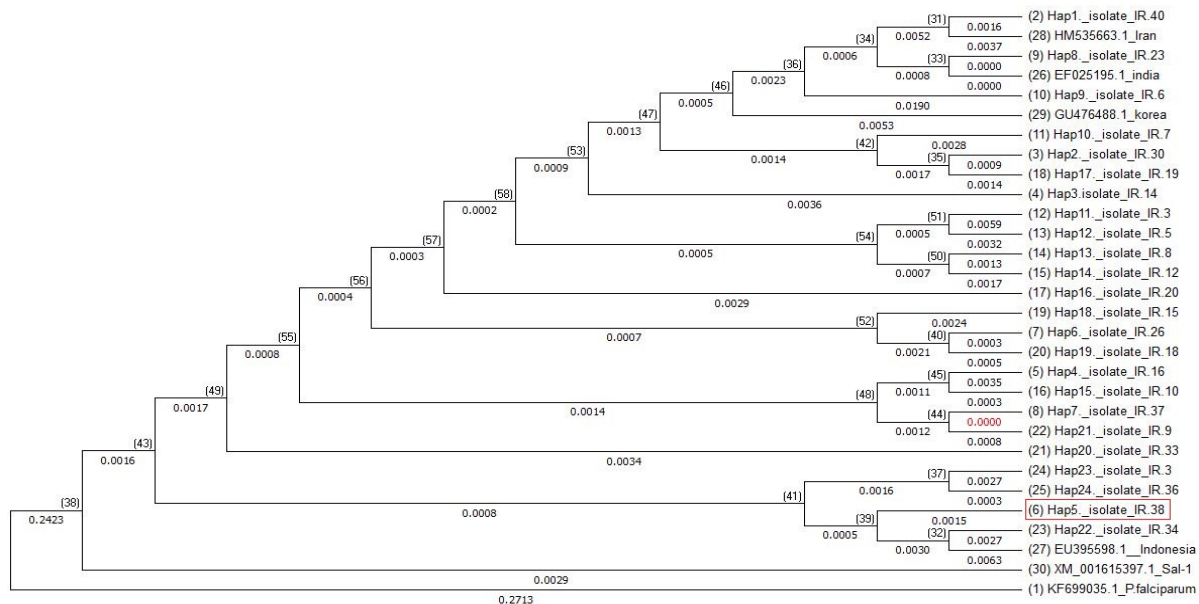 (31)
(2) Hap1._isolate_IR.40
0.0016
(34)
0.0052
(28) HM535663.1_Iran
0.0037
(36)
0.0006
(33)
(9) Hap8._isolate_IR.23
0.0000
(46)
0.0023
0.0008
(26) EF025195.1_india
0.0000
(47)
0.0005
(10) Hap9._isolate_IR.6
0.0190
0.0013
(29) GU476488.1_korea
0.0053
(53)
(42)
(11) Hap10._isolate_IR.7
0.0028
0.0009
0.0014
(35)
(3) Hap2._isolate_IR.30
0.0009
0.0017
(18) Hap17._isolate_IR.19
0.0014
(58)
(4) Hap3.isolate_IR.14
0.0036
0.0002
(51)
(12) Hap11._isolate_IR.3
0.0059
(54)
0.0005
(13) Hap12._isolate_IR.5
0.0032
(57)
0.0005
(50)
(14) Hap13._isolate_IR.8
0.0013
0.0003
0.0007
(15) Hap14._isolate_IR.12
0.0017
(56)
(17) Hap16._isolate_IR.20
0.0029
0.0004
(52)
(19) Hap18._isolate_IR.15
0.0024
0.0007
(40)
(7) Hap6._isolate_IR.26
0.0003
(55)
0.0021
(20) Hap19._isolate_IR.18
0.0005
0.0008
(45)
(5) Hap4._isolate_IR.16
0.0035
(48)
0.0011
(16) Hap15._isolate_IR.10
0.0003
(49)
0.0014
(44)
(8) Hap7._isolate_IR.37
0.0000
0.0017
0.0012
(22) Hap21._isolate_IR.9
0.0008
(43)
(21) Hap20._isolate_IR.33
0.0034
0.0016
(37)
(24) Hap23._isolate_IR.3
0.0027
(41)
0.0016
(25) Hap24._isolate_IR.36
0.0003
(38)
0.0008
(39)
(6) Hap5._isolate_IR.38
0.0015
0.2423
0.0005
(32)
(23) Hap22._isolate_IR.34
0.0027
0.0030
(27) EU395598.1__Indonesia
0.0063
(30) XM_001615397.1_Sal-1
0.0029
(1) KF699035.1_P.falciparum
0.2713